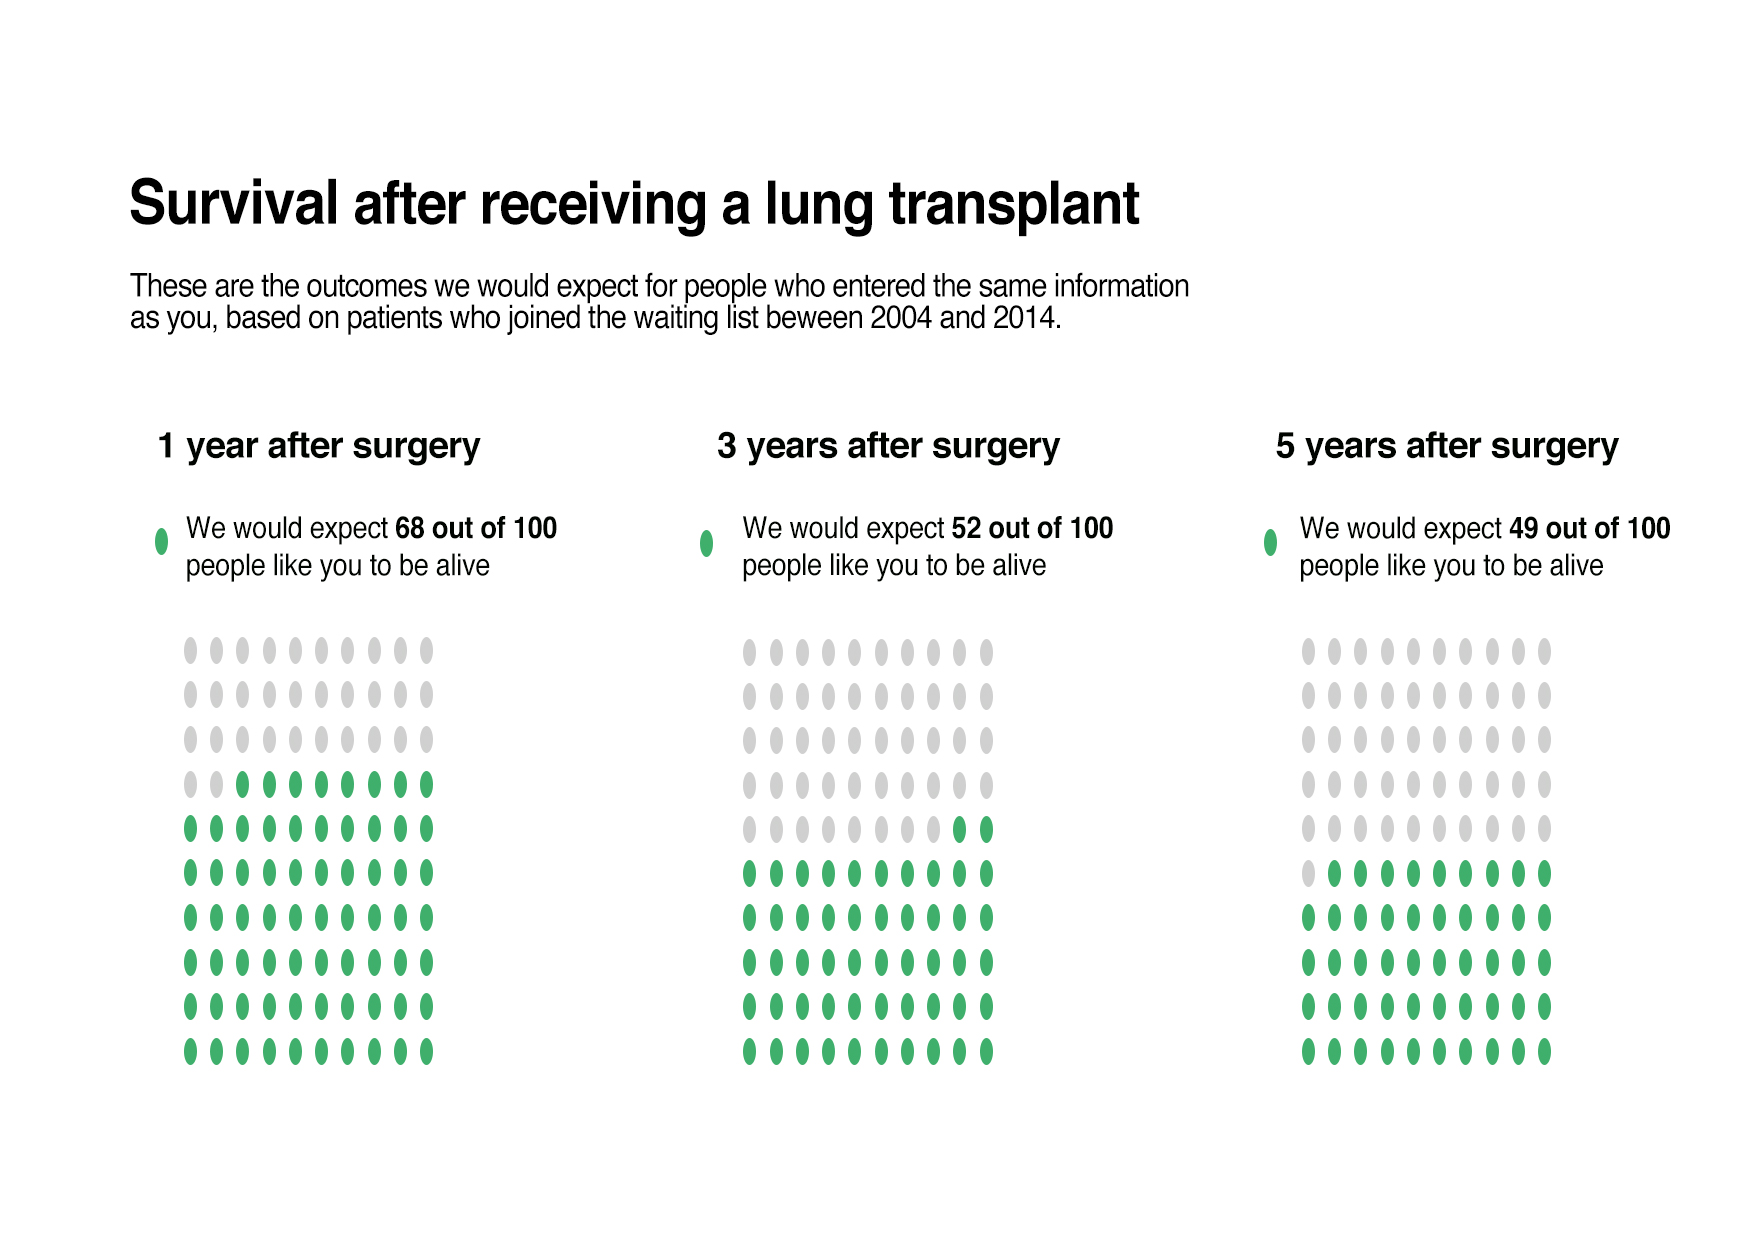 Survival after receiving a lung transplant
These are the outcomes we would expect for people who entered the same information
as you, based on patients who joined the waiting list beween 2004 and 2014.
1 year after surgery
We would expect 68 out of 100
people like you to be alive
3 years after surgery
We would expect 52 out of 100
people like you to be alive
5 years after surgery
We would expect 49 out of 100
people like you to be alive